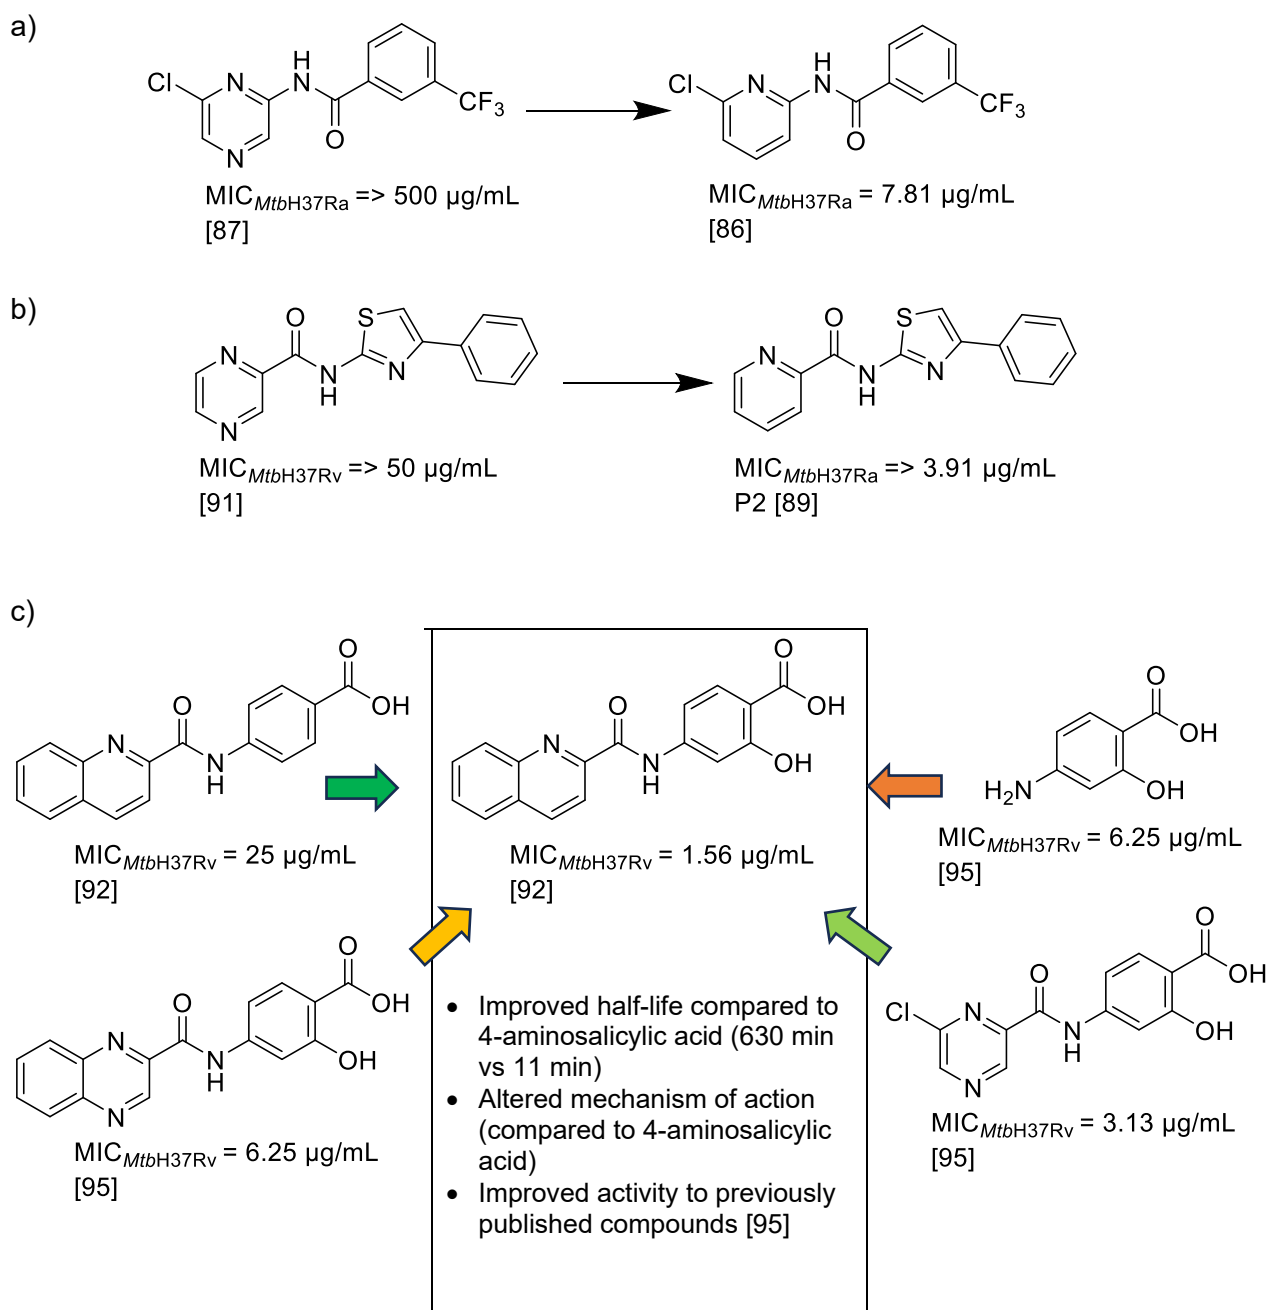 a)
Cl
N
N
H
N
O
CF3
MICMtbH37Ra => 500 µg/mL
[87]
Cl
N
H
N
O
CF3
MICMtbH37Ra = 7.81 µg/mL
[86]
b)
N
N
O
N
H
S
N
MICMtbH37Rv => 50 µg/mL
[91]
N
O
N
H
S
N
MICMtbH37Ra => 3.91 µg/mL
P2 [89]
c)
N
O
N
H
O
OH
MICMtbH37Rv = 25 µg/mL
[92]
N
N
O
N
H
O
OH
OH
MICMtbH37Rv = 6.25 µg/mL
[95]
N
O
N
H
O
OH
OH
MICMtbH37Rv = 1.56 µg/mL
[92]
• Improved half-life compared to
4-aminosalicylic acid (630 min
vs 11 min)
• Altered mechanism of action
(compared to 4-aminosalicylic
acid)
• Improved activity to previously
published compounds [95]
O
OH
OH
H2N
MICMtbH37Rv = 6.25 µg/mL
[95]
Cl
N
N
O
N
H
O
OH
OH
MICMtbH37Rv = 3.13 µg/mL
[95]